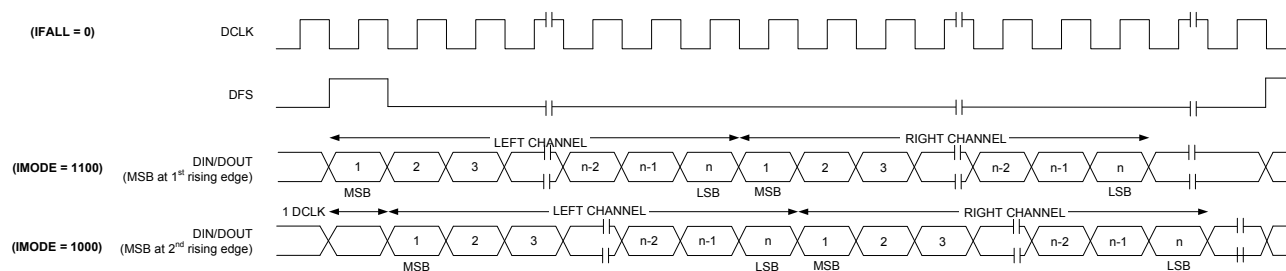 (IFALL = 0) DCLK
DFS
LEFT CHANNEL RIGHT CHANNEL
(IMODE = 1100) DIN/DOUT 1 2 3 n-2 n-1 n 1 2 3 n-2 n-1 n
(MSB at 1st rising edge)
MSB LSB MSB LSB
1 DCLK LEFT CHANNEL RIGHT CHANNEL
(IMODE = 1000) DIN/DOUT 1 2 3 n-2 n-1 n 1 2 3 n-2 n-1 n
(MSB at 2nd rising edge)
MSB LSB MSB LSB